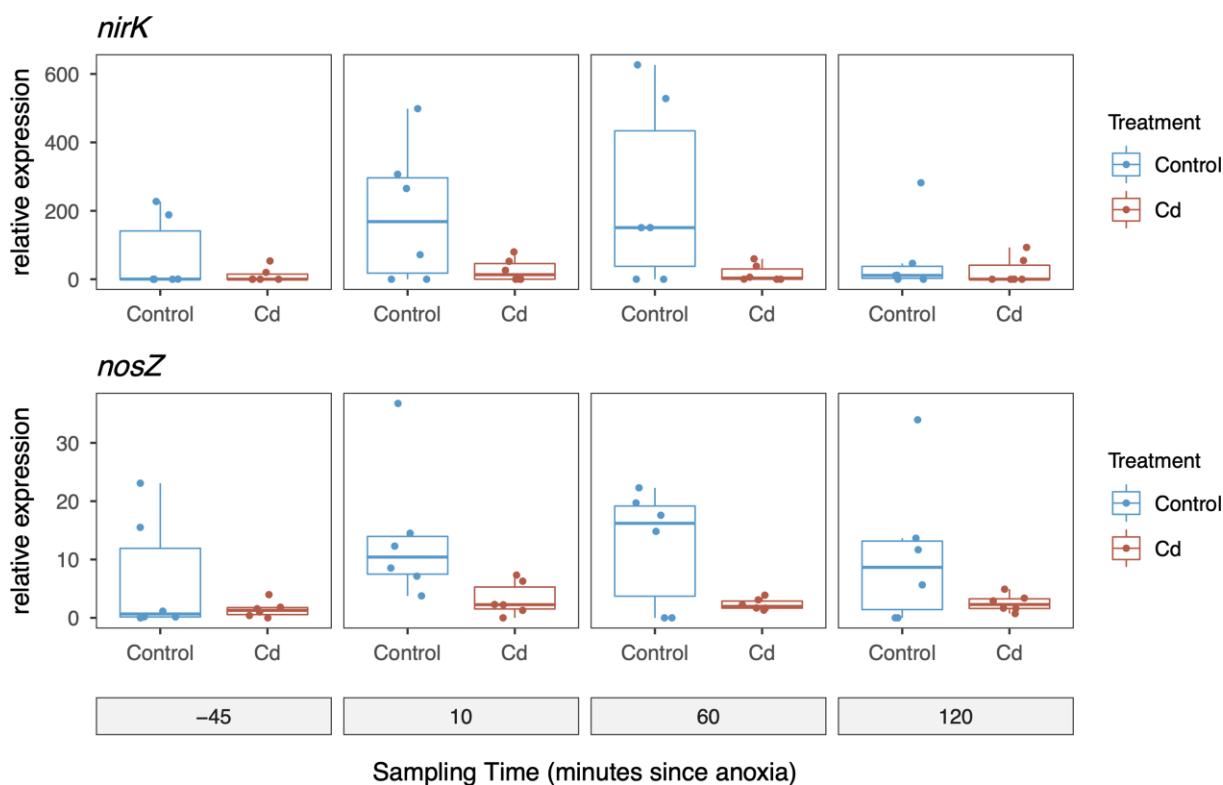 nirK
relative expression
600
400
200
0
Control Cd Control Cd Control Cd Control Cd
Treatment
Control
Cd
nosZ
relative expression
30
20
10
0
Control Cd Control Cd Control Cd Control Cd
Treatment
Control
Cd
−45 10 60 120
Sampling Time (minutes since anoxia)